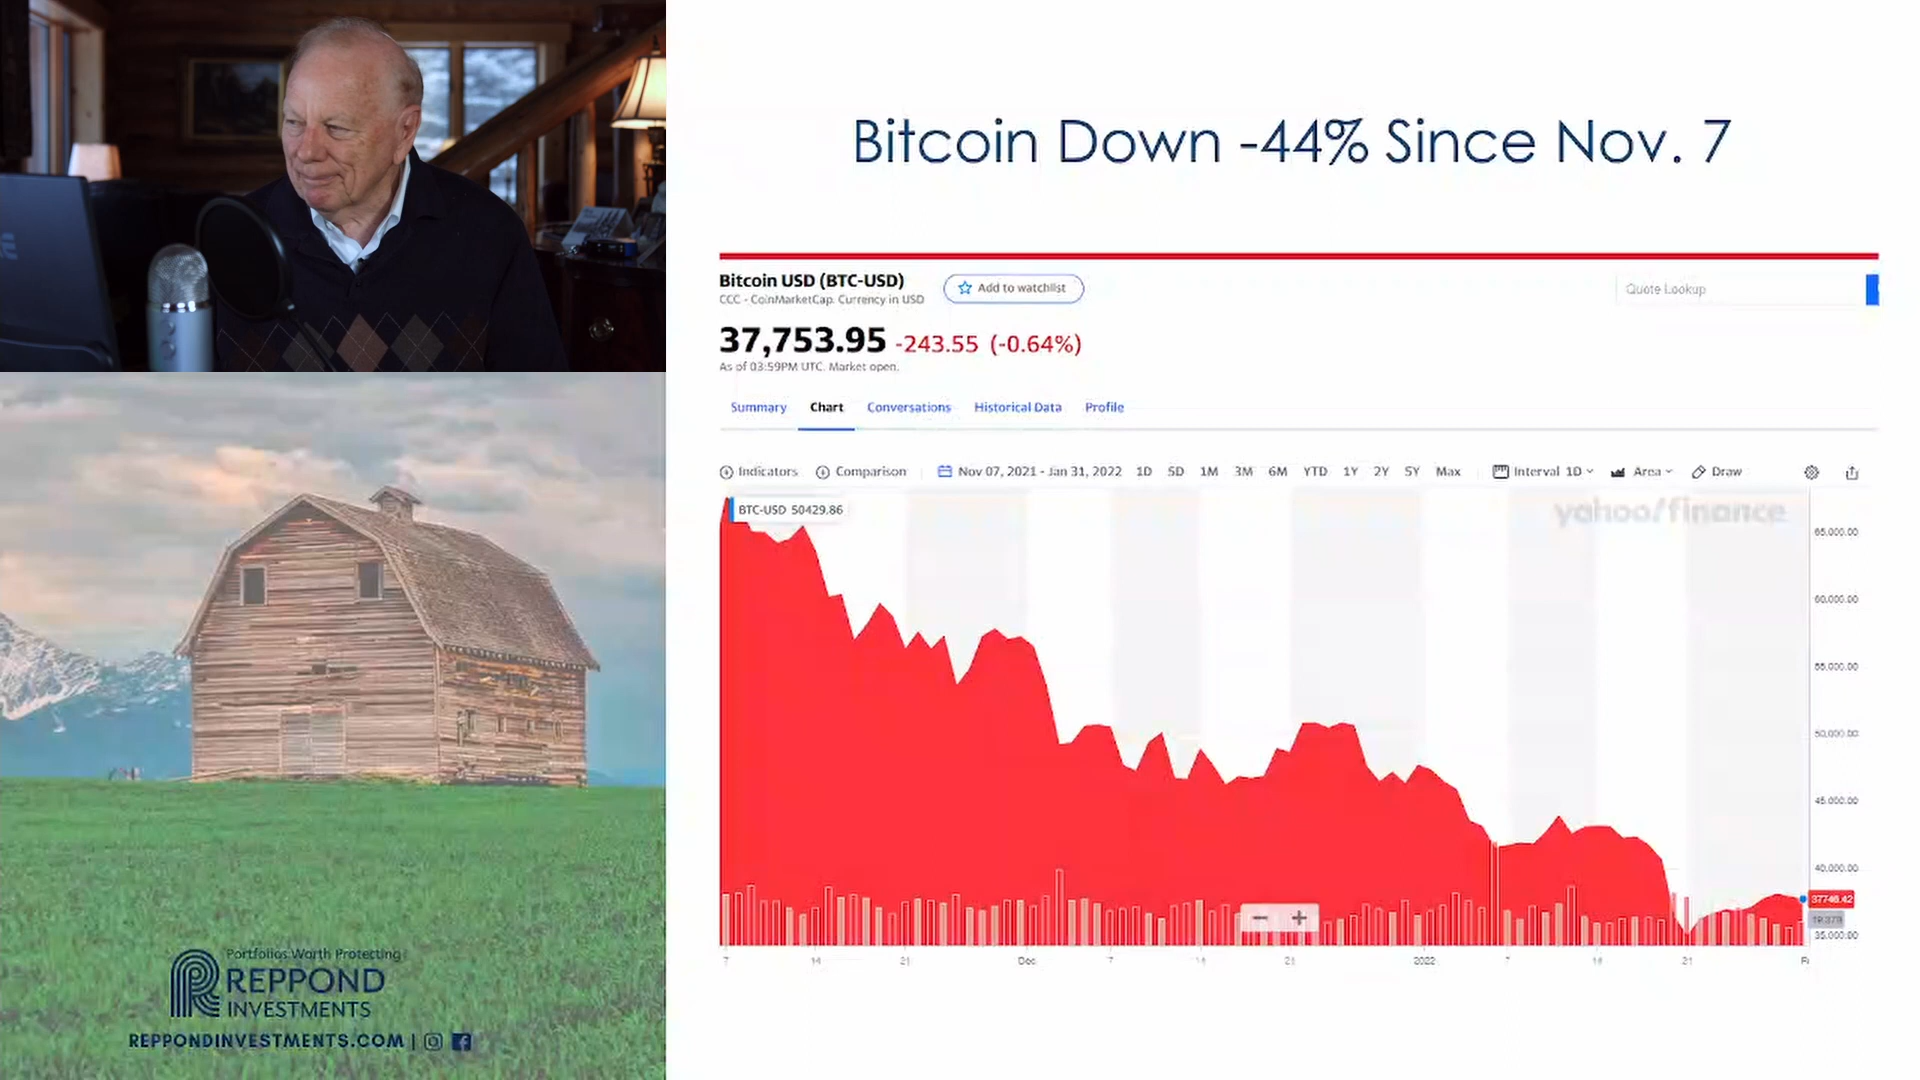 Bitcoin Down -44% Since Nov. 7
Bitcoin USD (BTC-USD)
Add to watchlist
Quote Lookup
CCC - CoinMarketCap. Currency in USD
37,753.95 -243.55 (-0.64%)
As of 03:59PM UTC. Market open.
Summary Chart Conversations Historical Data Profile
Indicators Comparison Nov 07, 2021 - Jan 31, 2022 1D 5D 1M 3M 6M YTD 1Y 2Y 5Y Max Interval 1D Area Draw
BTC-USD 50429.86
yahoo/finance
65,000.00
60,000.00
55,000.00
50,000.00
45,000.00
40,000.00
37746.42
35,000.00
7 14 21 Dec 7 14 21 2022 7 14 21
Portfolios Worth Protecting
REPPOND
INVESTMENTS
REPPONDINVESTMENTS.COM |